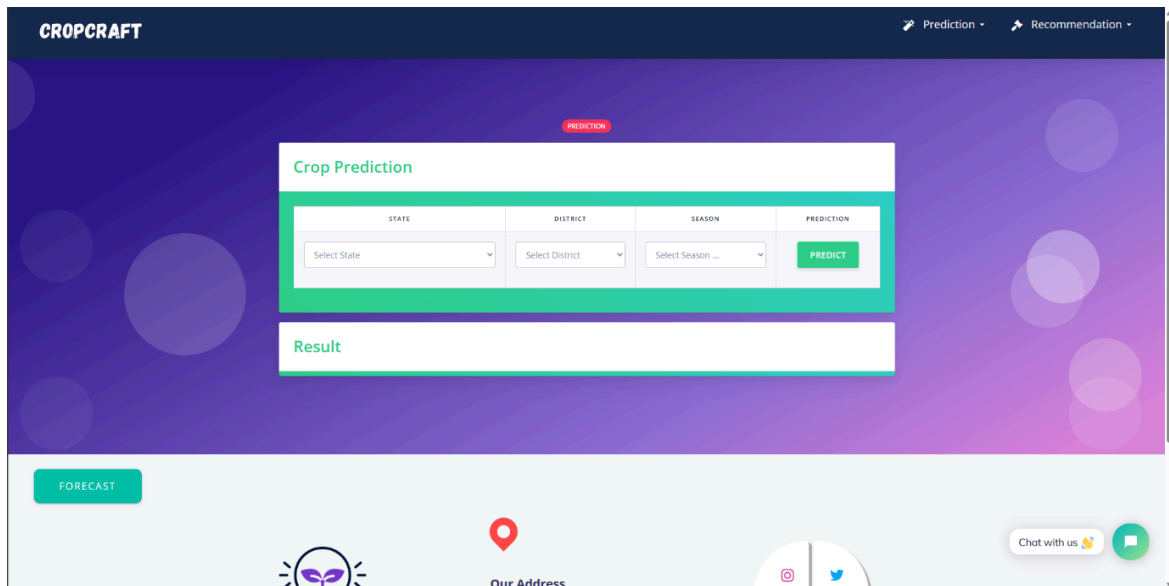 CROPCRAFT
Prediction
Recommendation
PREDICTION
Crop Prediction
STATE
DISTRICT
SEASON
PREDICTION
Select State
Select District
Select Season ...
PREDICT
Result
FORECAST
Chat with us 👋
Our Address